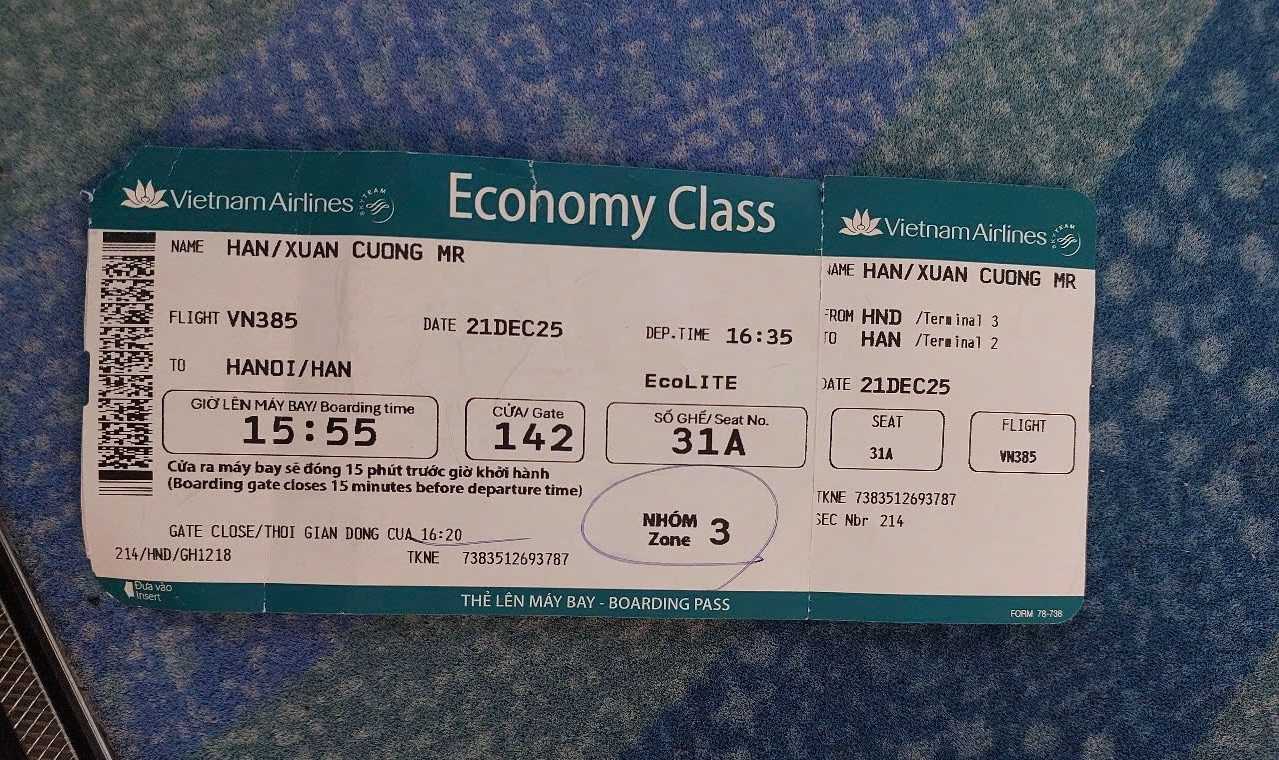 Vietnam Airlines
Economy Class
NAME HAN/XUAN CUONG MR
FLIGHT VN385 DATE 21DEC25 DEP.TIME 16:35
TO HANOI/HAN
EcoLITE
GIỜ LÊN MÁY BAY/ Boarding time
15:55
CỬA/ Gate
142
SỐ GHẾ/ Seat No.
31A
Cửa ra máy bay sẽ đóng 15 phút trước giờ khởi hành
(Boarding gate closes 15 minutes before departure time)
NHÓM
Zone 3
GATE CLOSE/THOI GIAN DONG CUA 16:20
214/HND/GH1218 TKNE 7383512693787
Đưa vào
Insert
THẺ LÊN MÁY BAY - BOARDING PASS
Vietnam Airlines
NAME HAN/XUAN CUONG MR
FROM HND /Terminal 3
TO HAN /Terminal 2
DATE 21DEC25
SEAT
31A
FLIGHT
VN385
TKNE 7383512693787
SEC Nbr 214
FORM 78-738